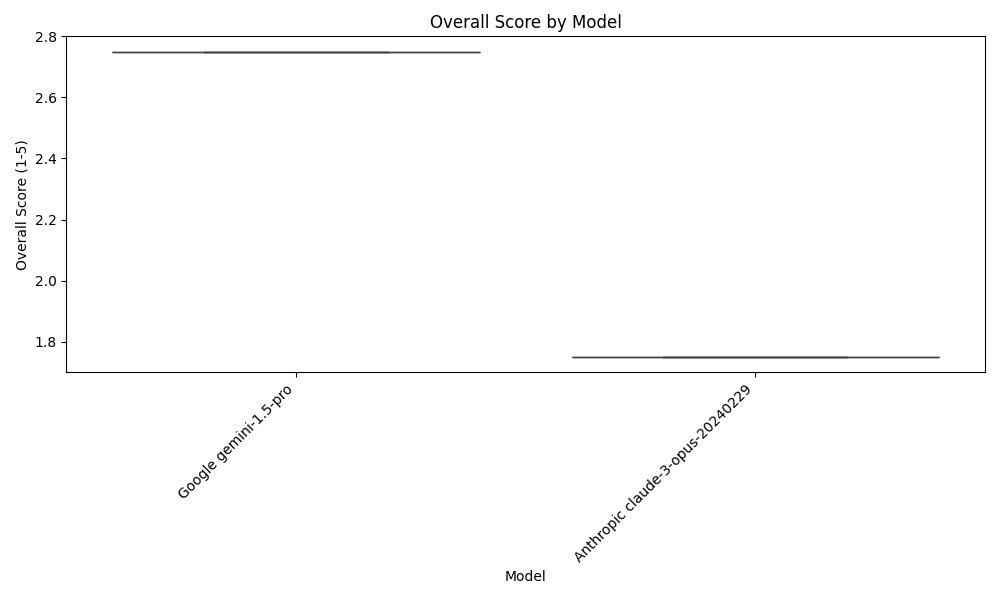 Overall Score by Model
Overall Score (1-5)
2.8
2.6
2.4
2.2
2.0
1.8
Google gemini-1.5-pro
Anthropic claude-3-opus-20240229
Model